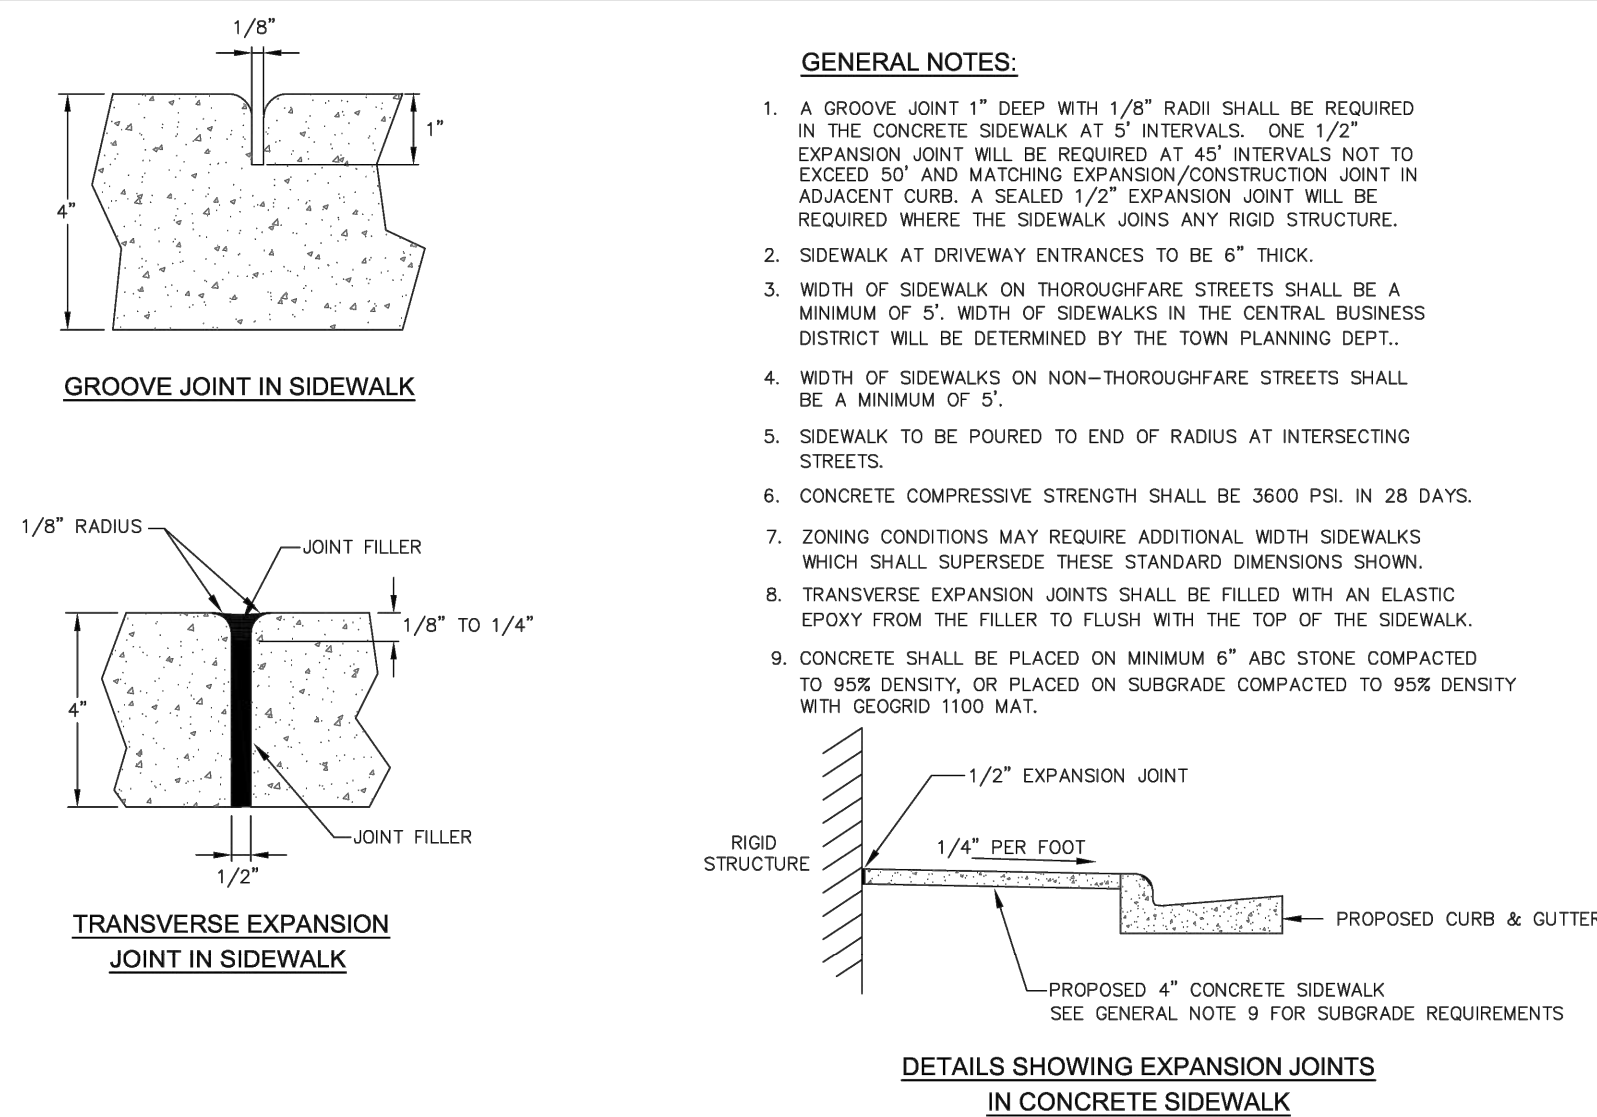 1/8"
1"
4"
GROOVE JOINT IN SIDEWALK
1/8" RADIUS
JOINT FILLER
1/8" TO 1/4"
4"
JOINT FILLER
1/2"
TRANSVERSE EXPANSION
JOINT IN SIDEWALK
GENERAL NOTES:
1. A GROOVE JOINT 1" DEEP WITH 1/8" RADII SHALL BE REQUIRED
IN THE CONCRETE SIDEWALK AT 5' INTERVALS. ONE 1/2"
EXPANSION JOINT WILL BE REQUIRED AT 45' INTERVALS NOT TO
EXCEED 50' AND MATCHING EXPANSION/CONSTRUCTION JOINT IN
ADJACENT CURB. A SEALED 1/2" EXPANSION JOINT WILL BE
REQUIRED WHERE THE SIDEWALK JOINS ANY RIGID STRUCTURE.
2. SIDEWALK AT DRIVEWAY ENTRANCES TO BE 6" THICK.
3. WIDTH OF SIDEWALK ON THOROUGHFARE STREETS SHALL BE A
MINIMUM OF 5'. WIDTH OF SIDEWALKS IN THE CENTRAL BUSINESS
DISTRICT WILL BE DETERMINED BY THE TOWN PLANNING DEPT..
4. WIDTH OF SIDEWALKS ON NON-THOROUGHFARE STREETS SHALL
BE A MINIMUM OF 5'.
5. SIDEWALK TO BE POURED TO END OF RADIUS AT INTERSECTING
STREETS.
6. CONCRETE COMPRESSIVE STRENGTH SHALL BE 3600 PSI. IN 28 DAYS.
7. ZONING CONDITIONS MAY REQUIRE ADDITIONAL WIDTH SIDEWALKS
WHICH SHALL SUPERSEDE THESE STANDARD DIMENSIONS SHOWN.
8. TRANSVERSE EXPANSION JOINTS SHALL BE FILLED WITH AN ELASTIC
EPOXY FROM THE FILLER TO FLUSH WITH THE TOP OF THE SIDEWALK.
9. CONCRETE SHALL BE PLACED ON MINIMUM 6" ABC STONE COMPACTED
TO 95% DENSITY, OR PLACED ON SUBGRADE COMPACTED TO 95% DENSITY
WITH GEOGRID 1100 MAT.
1/2" EXPANSION JOINT
RIGID
STRUCTURE
1/4" PER FOOT
PROPOSED CURB & GUTTER
PROPOSED 4" CONCRETE SIDEWALK
SEE GENERAL NOTE 9 FOR SUBGRADE REQUIREMENTS
DETAILS SHOWING EXPANSION JOINTS
IN CONCRETE SIDEWALK